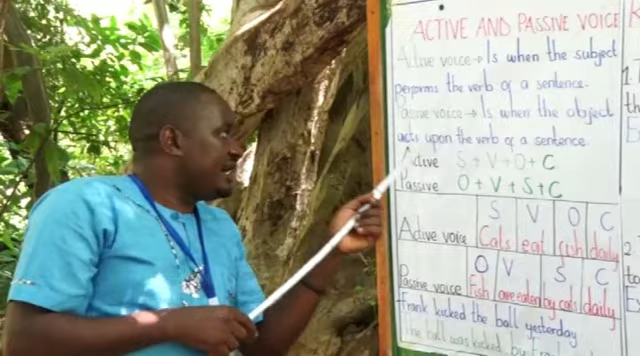 ACTIVE AND PASSIVE VOICE
Active voice → Is when the subject
performs the verb of a sentence.
Passive voice → Is when the object
acts upon the verb of a sentence.
Active S+V+O+C
Passive O+V+S+C
S V O C
Active voice Cats eat fish daily
O V S C
Passive voice Fish are eaten by cats daily
Frank kicked the ball yesterday
The ball was kicked by